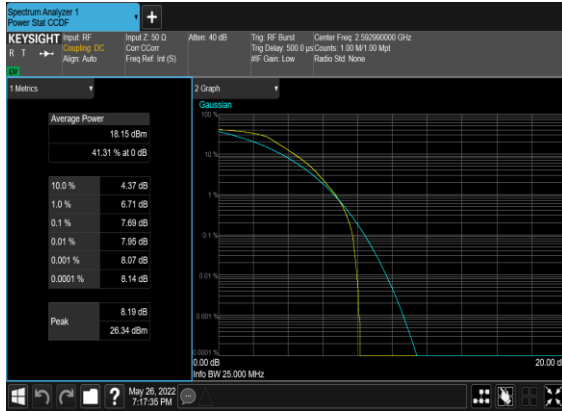 Spectrum Analyzer 1
Power Stat CCDF
+
KEYSIGHT
R T
LU
Input: RF
Coupling: DC
Align: Auto
Input Z: 50 Ω
Corr CCorr
Freq Ref: Int (S)
Atten: 40 dB
Trig: RF Burst
Trig Delay: 500.0 µs
#IF Gain: Low
Center Freq: 2.592990000 GHz
Counts: 1.00 M/1.00 Mpt
Radio Std: None
1 Metrics
Average Power
18.15 dBm
41.31 % at 0 dB
10.0 % 4.37 dB
1.0 % 6.71 dB
0.1 % 7.69 dB
0.01 % 7.95 dB
0.001 % 8.07 dB
0.0001 % 8.14 dB
Peak
8.19 dB
26.34 dBm
2 Graph
Gaussian
100 %
10 %
1 %
0.1 %
0.01 %
0.001 %
0.0001 %
0.00 dB
20.00 d
Info BW 25.000 MHz
?
May 26, 2022
7:17:35 PM